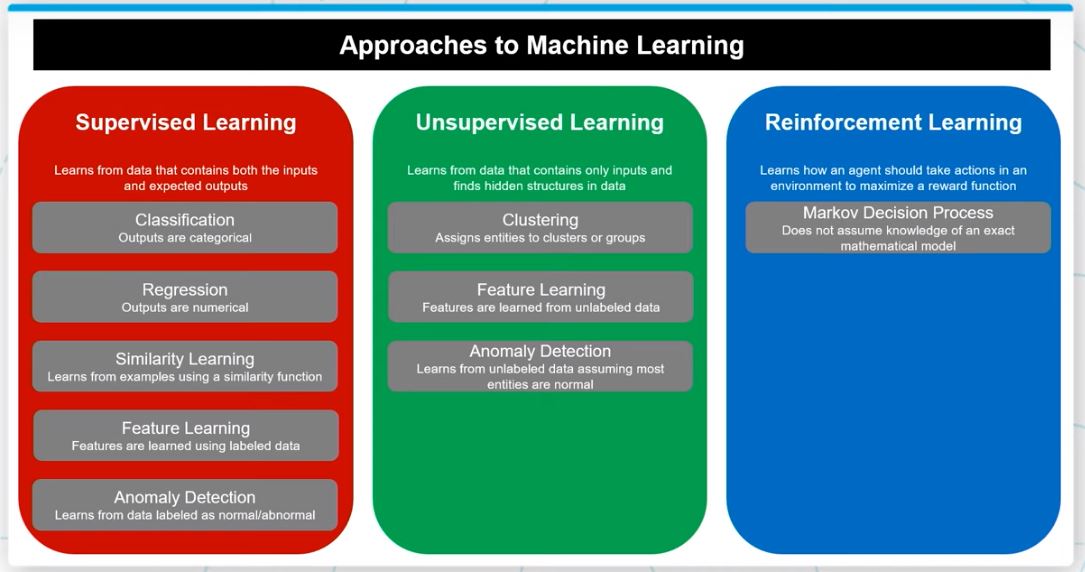 Approaches to Machine Learning
Supervised Learning
Learns from data that contains both the inputs
and expected outputs
Classification
Outputs are categorical
Regression
Outputs are numerical
Similarity Learning
Learns from examples using a similarity function
Feature Learning
Features are learned using labeled data
Anomaly Detection
Learns from data labeled as normal/abnormal
Unsupervised Learning
Learns from data that contains only inputs and
finds hidden structures in data
Clustering
Assigns entities to clusters or groups
Feature Learning
Features are learned from unlabeled data
Anomaly Detection
Learns from unlabeled data assuming most
entities are normal
Reinforcement Learning
Learns how an agent should take actions in an
environment to maximize a reward function
Markov Decision Process
Does not assume knowledge of an exact
mathematical model